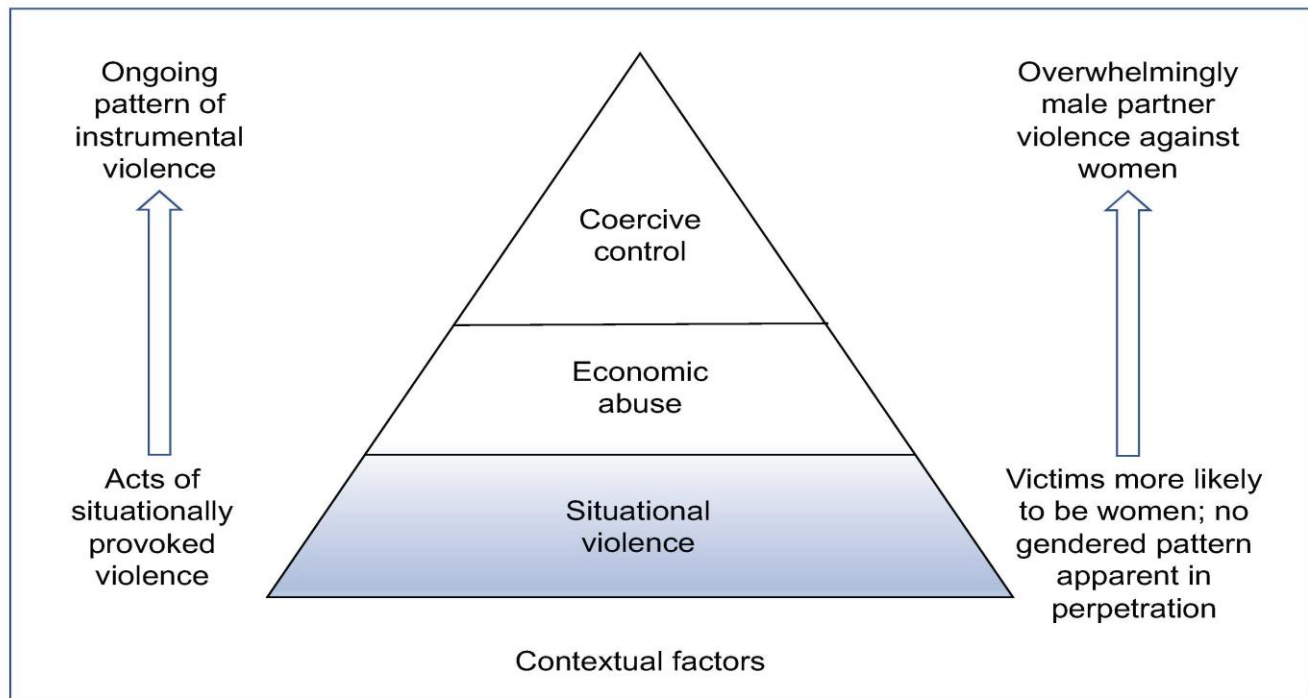 Ongoing
pattern of
instrumental
violence
Acts of
situationally
provoked
violence
Coercive
control
Economic
abuse
Situational
violence
Contextual factors
Overwhelmingly
male partner
violence against
women
Victims more likely
to be women; no
gendered pattern
apparent in
perpetration